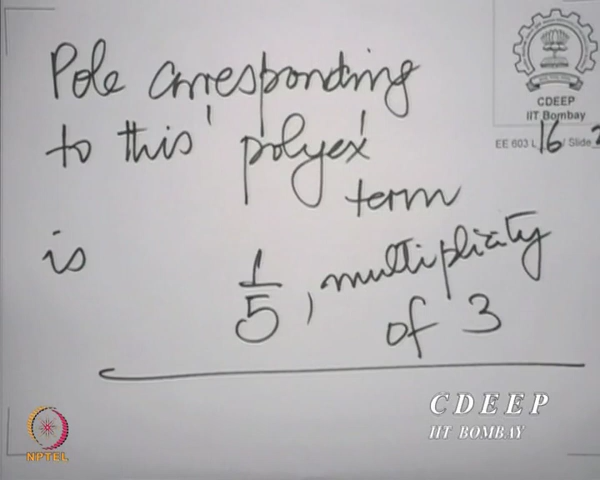 Pole corresponding
to this 'polyex'
term
is 1/5, multiplicity
of 3
CDEEP
IIT Bombay
EE 603 L 16 / Slide 2
CDEEP
IIT BOMBAY
NPTEL